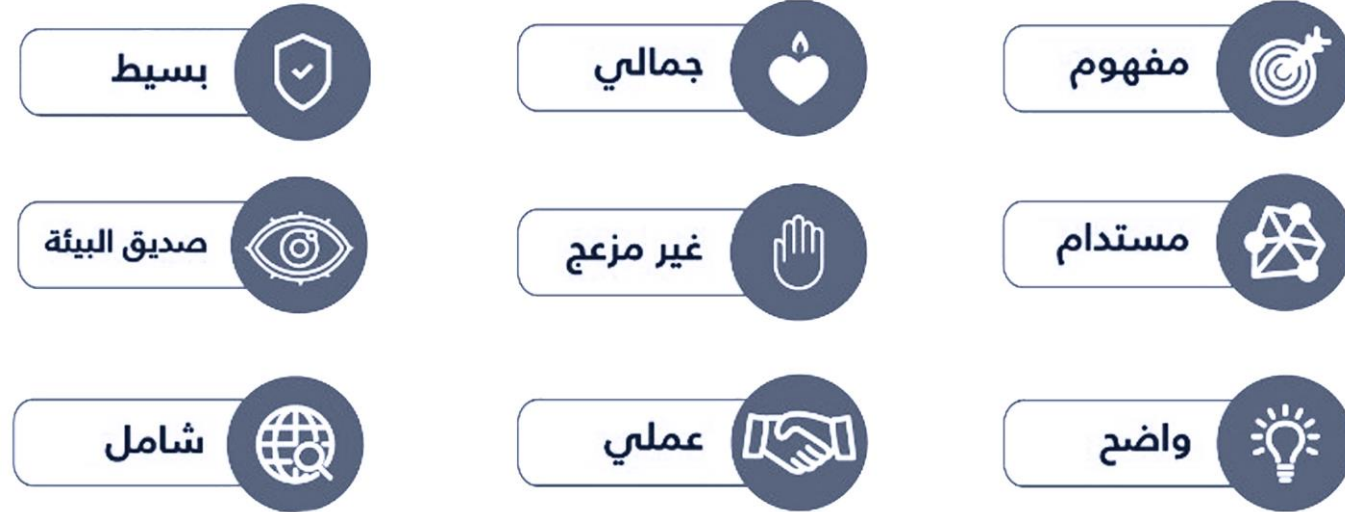 مفهوم
جمالي
بسيط
مستدام
غير مزعج
صديق البيئة
واضح
عملي
شامل